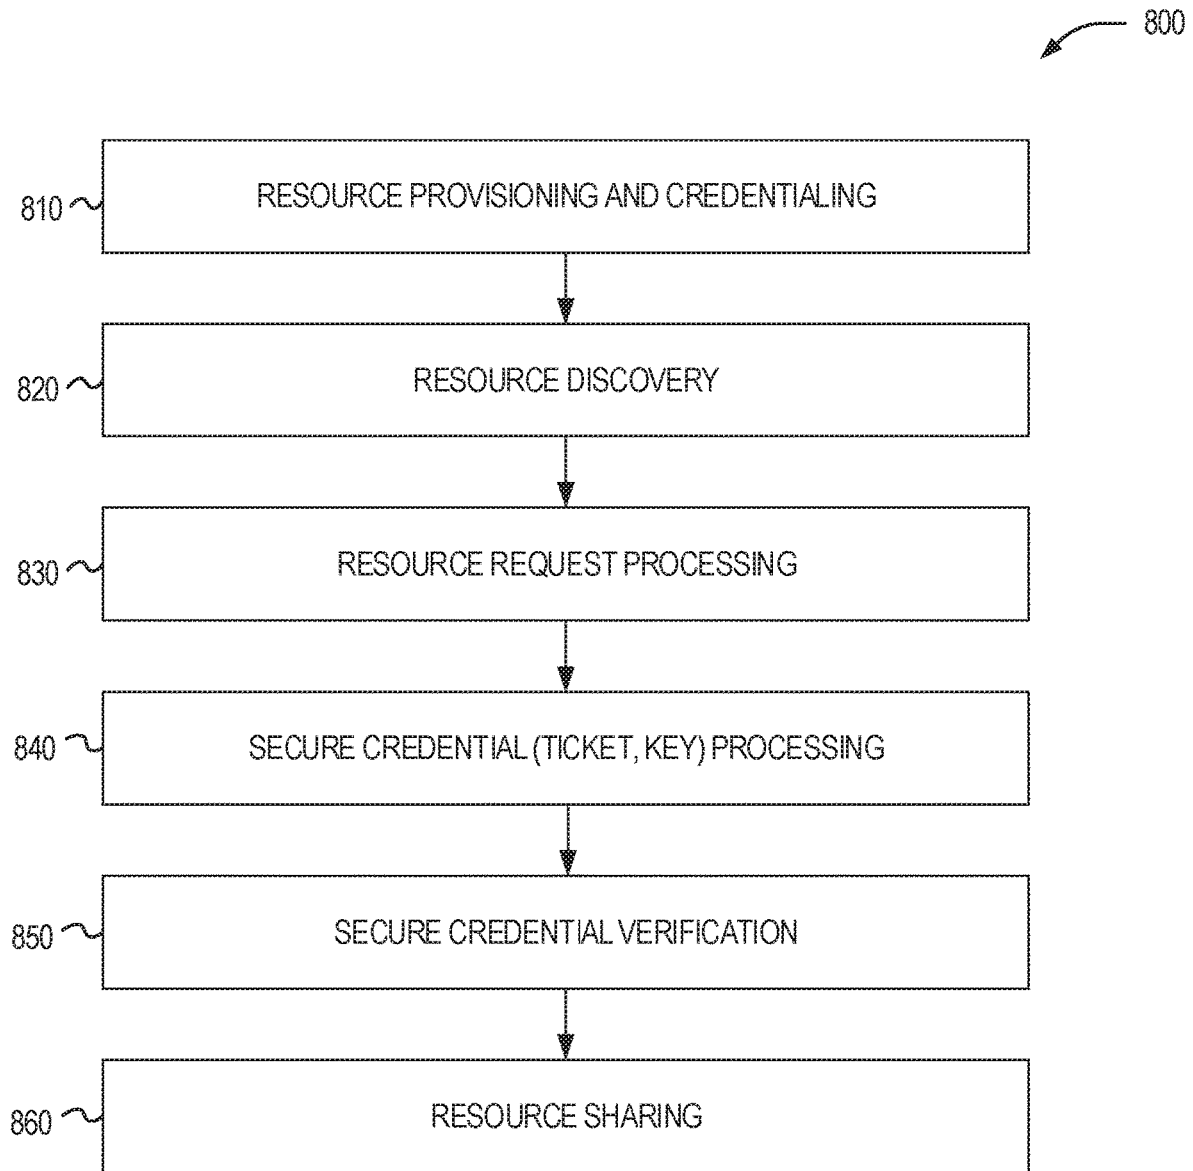 800
810 RESOURCE PROVISIONING AND CREDENTIALING
820 RESOURCE DISCOVERY
830 RESOURCE REQUEST PROCESSING
840 SECURE CREDENTIAL (TICKET, KEY) PROCESSING
850 SECURE CREDENTIAL VERIFICATION
860 RESOURCE SHARING